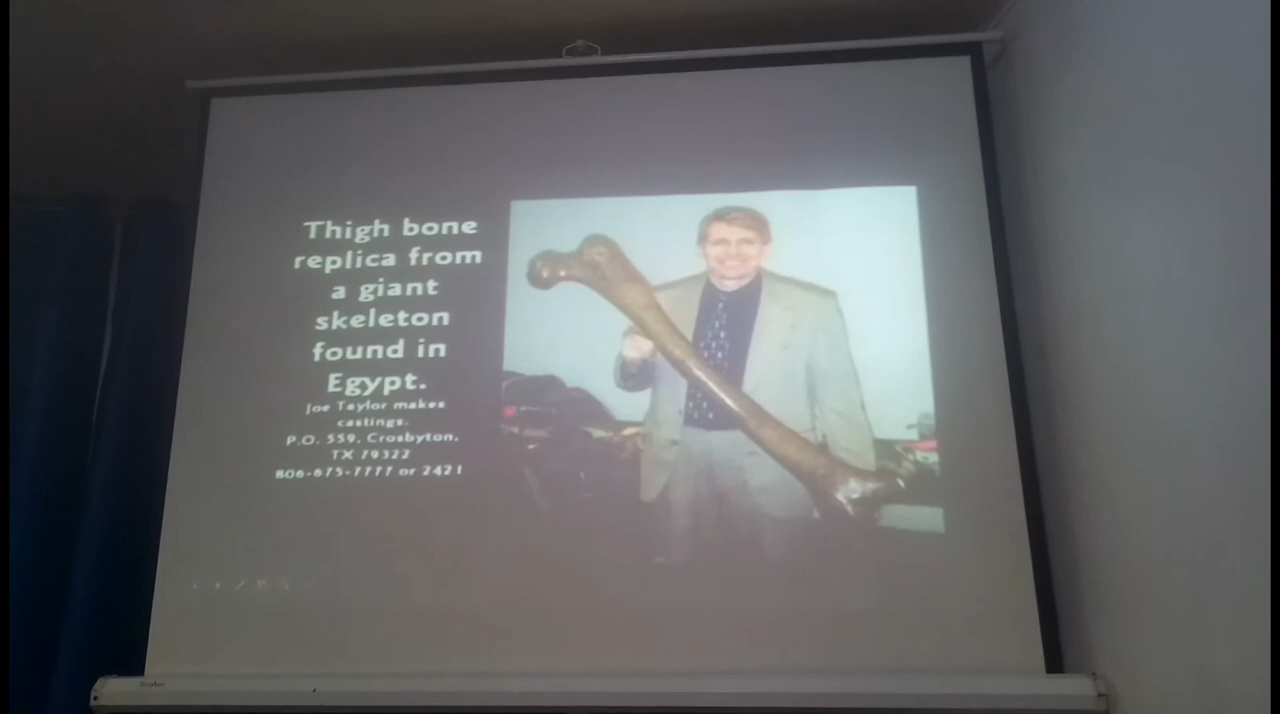 Thigh bone
replica from
a giant
skeleton
found in
Egypt.
Joe Taylor makes
castings.
P.O. 559, Crosbyton,
TX 79322
806-675-7777 or 2421